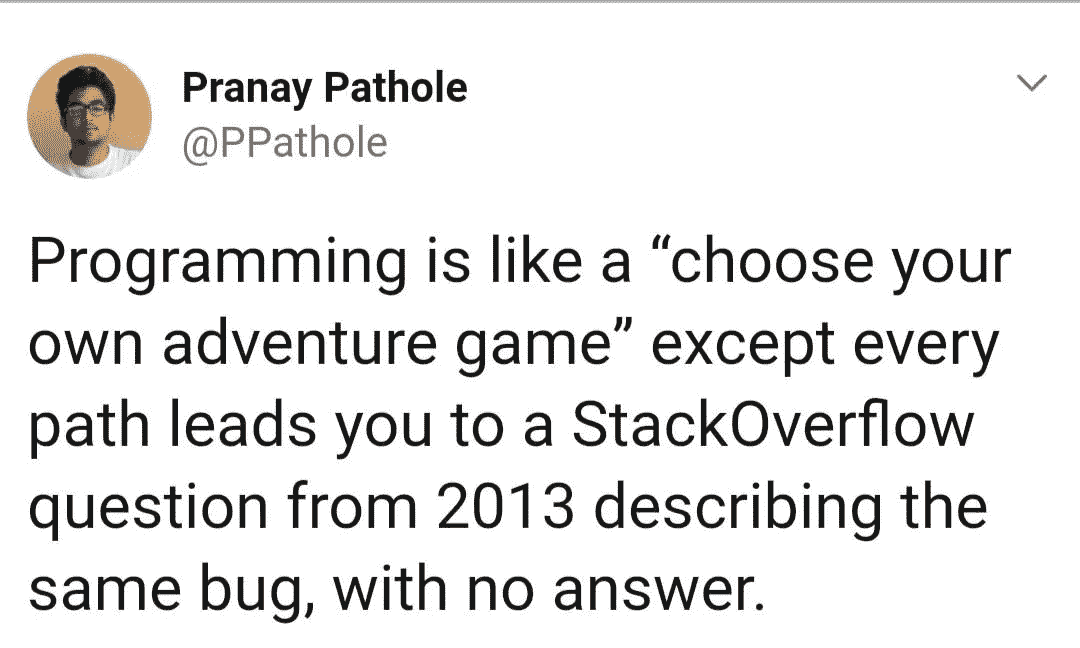 Pranay Pathole
@PPathole
Programming is like a “choose your
own adventure game” except every
path leads you to a StackOverflow
question from 2013 describing the
same bug, with no answer.